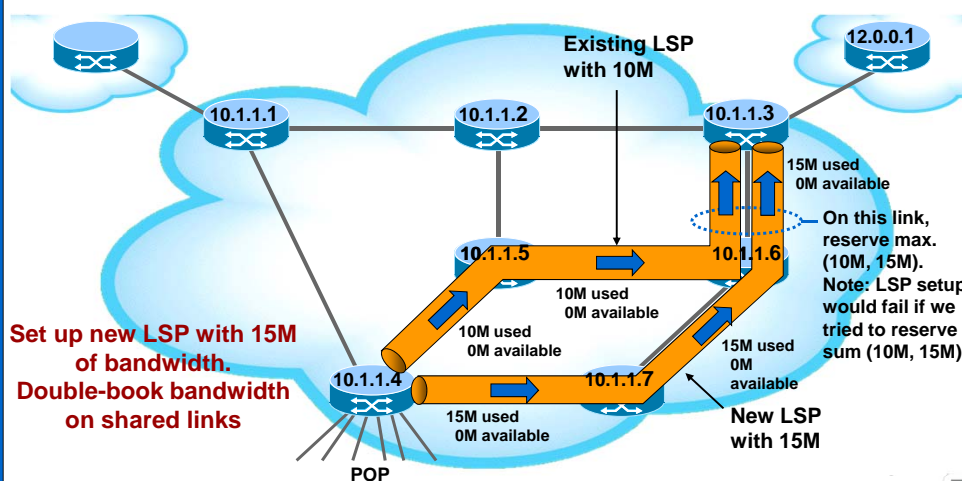 Existing LSP
with 10M
12.0.0.1
10.1.1.1
10.1.1.2
10.1.1.3
15M used
0M available
On this link,
reserve max.
(10M, 15M).
Note: LSP setup
would fail if we
tried to reserve
sum (10M, 15M)
10.1.1.5
10.1.1.6
10M used
0M available
10M used
0M available
Set up new LSP with 15M
of bandwidth.
Double-book bandwidth
on shared links
15M used
0M
available
10.1.1.4
10.1.1.7
15M used
0M available
New LSP
with 15M
POP